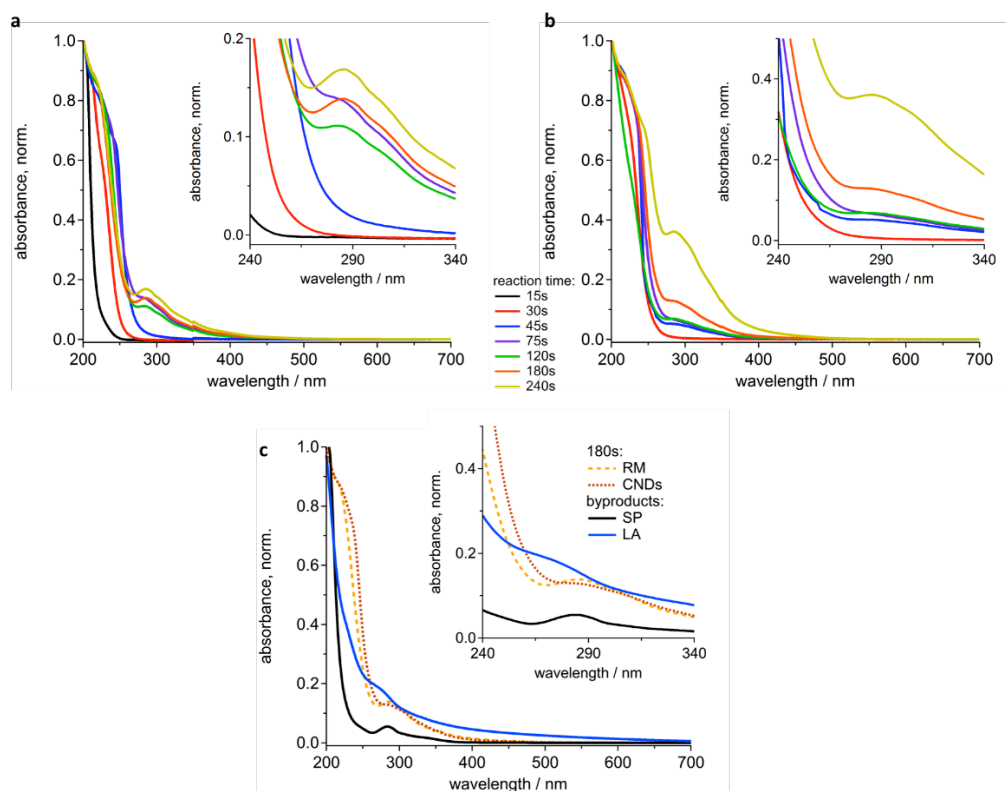 a
absorbance, norm.
1.0
0.8
0.6
0.4
0.2
0.0
200 300 400 500 600 700
wavelength / nm
absorbance, norm.
0.2
0.1
0.0
240 290 340
wavelength / nm
reaction time:
15s
30s
45s
75s
120s
180s
240s
b
absorbance, norm.
1.0
0.8
0.6
0.4
0.2
0.0
200 300 400 500 600 700
wavelength / nm
absorbance, norm.
0.4
0.2
0.0
240 290 340
wavelength / nm
c
absorbance, norm.
1.0
0.8
0.6
0.4
0.2
0.0
200 300 400 500 600 700
wavelength / nm
absorbance, norm.
0.4
0.2
0.0
240 290 340
wavelength / nm
180s:
RM
CNDs
byproducts:
SP
LA